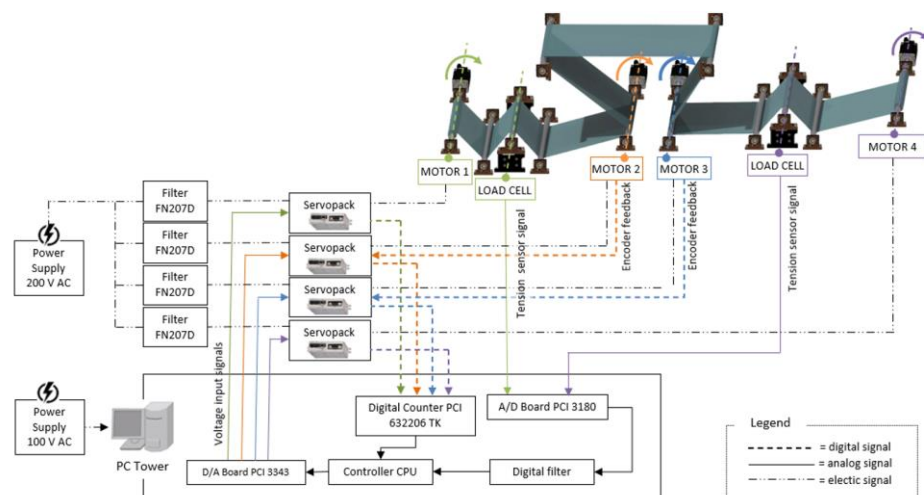 MOTOR 1
LOAD CELL
MOTOR 2
MOTOR 3
LOAD CELL
MOTOR 4
Tension sensor signal
Encoder feedback
Encoder feedback
Tension sensor signal
Power
Supply
200 V AC
Filter
FN207D
Filter
FN207D
Filter
FN207D
Filter
FN207D
Servopack
Servopack
Servopack
Servopack
Voltage input signals
Power
Supply
100 V AC
PC Tower
Digital Counter PCI
632206 TK
A/D Board PCI 3180
D/A Board PCI 3343
Controller CPU
Digital filter
Legend
= digital signal
= analog signal
= electic signal